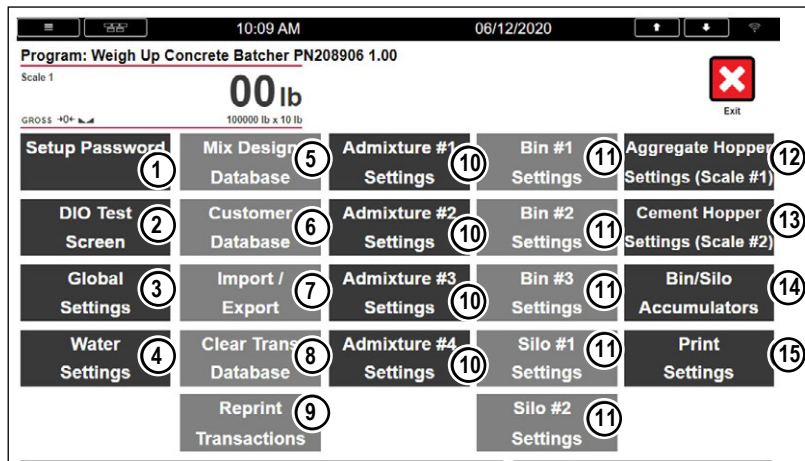 10:09 AM 06/12/2020
Program: Weigh Up Concrete Batcher PN208906 1.00
Scale 1
00 lb
GROSS →0← 100000 lb x 10 lb
Exit
Setup Password 1
Mix Design Database 5
Admixture #1 Settings 10
Bin #1 Settings 11
Aggregate Hopper Settings (Scale #1) 12
DIO Test Screen 2
Customer Database 6
Admixture #2 Settings 10
Bin #2 Settings 11
Cement Hopper Settings (Scale #2) 13
Global Settings 3
Import / Export 7
Admixture #3 Settings 10
Bin #3 Settings 11
Bin/Silo Accumulators 14
Water Settings 4
Clear Trans Database 8
Admixture #4 Settings 10
Silo #1 Settings 11
Print Settings 15
Reprint Transactions 9
Silo #2 Settings 11